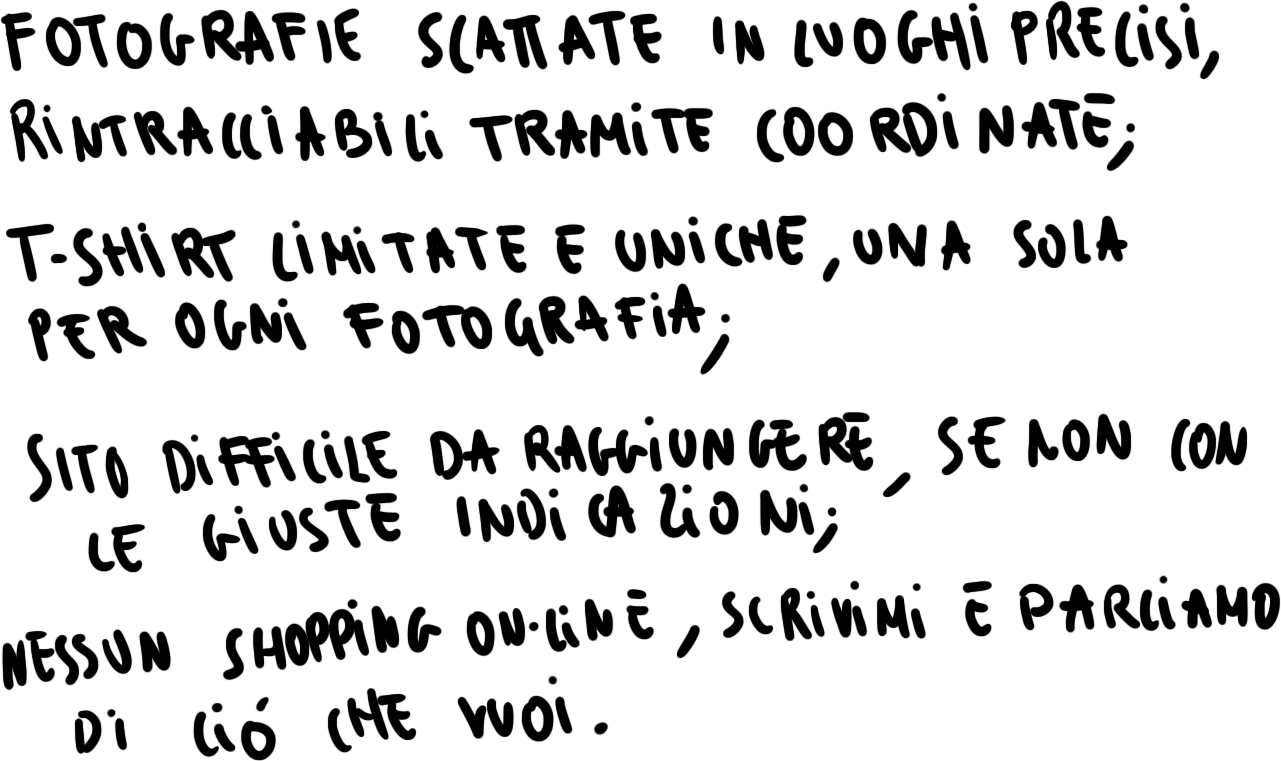 FOTOGRAFIE SCATTATE IN LUOGHI PRECISI,
RINTRACCIABILI TRAMITE COORDINATE;
T-SHIRT LIMITATE E UNICHE, UNA SOLA
PER OGNI FOTOGRAFIA;
SITO DIFFICILE DA RAGGIUNGERE, SE NON CON
LE GIUSTE INDICAZIONI;
NESSUN SHOPPING ON-LINE, SCRIVIMI E PARLIAMO
DI CIÓ CHE VUOI.